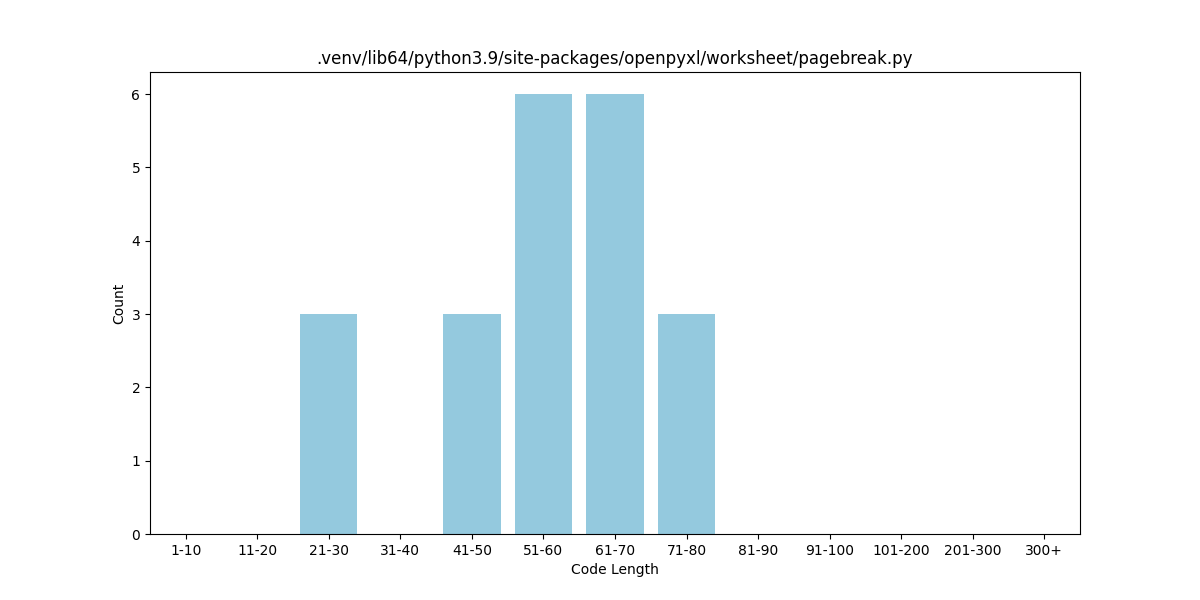 .venv/lib64/python3.9/site-packages/openpyxl/worksheet/pagebreak.py
6
5
4
3
2
1
0
Count
1-10 11-20 21-30 31-40 41-50 51-60 61-70 71-80 81-90 91-100 101-200 201-300 300+
Code Length